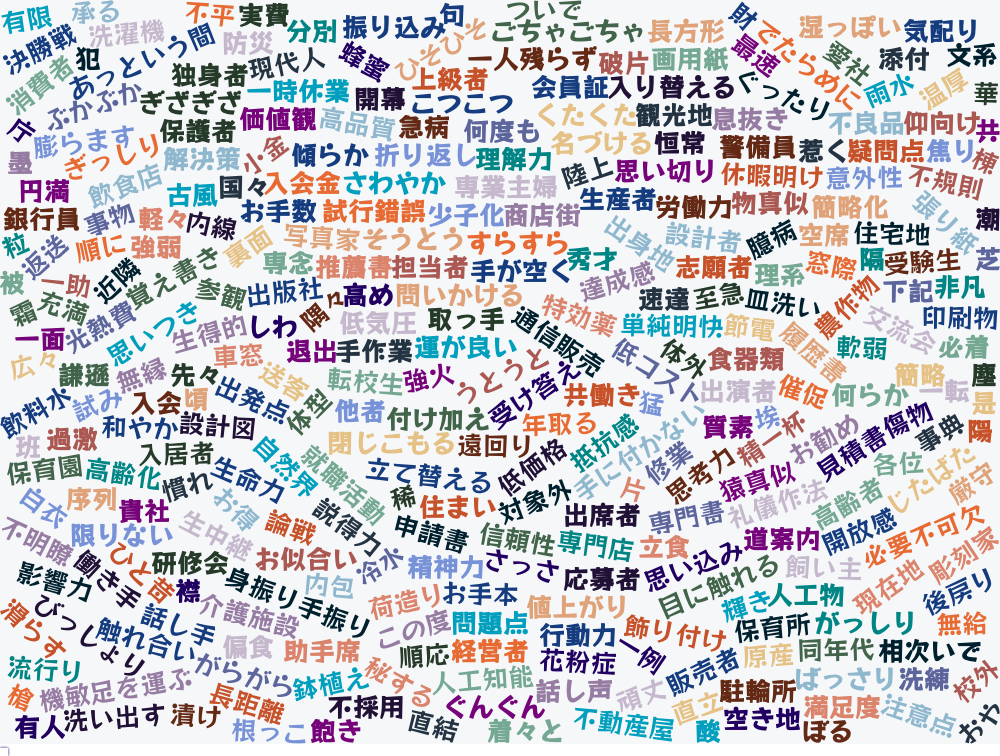 有限 承る 不平 実費 振り込み 句 ついで 財 でたらめに 湿っぽい 気配り
決勝戦 洗濯機 分別 ひそひそ ごちゃごちゃ 長方形
犯 あっという間 防災 現代人 蜂蜜 一人残らず 破片 画用紙 最速 愛社 添付 文系
消費者 ぶかぶか 独身者 一時休業 上級者 会員証 入り替える ぐったり 雨水 温厚 華
ぎざぎざ 開幕 こつこつ
斤 膨らます 保護者 価値観 高品質 急病 何度も くたくた 観光地 息抜き 不良品 仰向け 共
墨 ぎっしり 解決策 小金 傾らか 折り返し 理解力 名づける 恒常 警備員 惹く 疑問点 焦り 棟
円満 飲食店 古風 国々 入会金 さわやか 専業主婦 陸上 思い切り 休暇明け 意外性 不規則
銀行員 事物 軽々 内線 お手数 試行錯誤 少子化 商店街 生産者 労働力 物真似 簡略化 張り紙 潮
粒 返送 順に 強弱 裏面 写真家 そうとう すらすら 出身地 設計者 臆病 空席 住宅地
被 一助 近隣 覚え書き 専念 推薦書 担当者 手が空く 秀才 達成感 志願者 理系 窓際 隔 受験生 芝
霜 充満 光熱費 参観 出版社 隅々 高め 問いかける 特効薬 速達 至急 皿洗い 農作物 下記 非凡
一面 思いつき 生得的 しわ 低気圧 取っ手 通信販売 単純明快 節電 履歴書 交流会 印刷物
広々 車窓 退出 手作業 運が良い 低コスト 体外 食器類 軟弱 必着
謙遜 無縁 先々 出発点 送客 転校生 強火 うとうと 受け答え 共働き 猛 出演者 催促 何らか 簡略 一転 塵
飲料水 試み 入会 頃 体型 他者 付け加え 年取る 手に付かない 質素 埃 是
班 過激 和やか 設計図 閉じこもる 遠回り 抵抗感 精一杯 お勧め 見積書 傷物 事典 陽
保育園 高齢化 入居者 自然界 就職活動 立て替える 低価格 修業 思考力 猿真似 各位 じたばた
白衣 序列 慣れ 生命力 稀 住まい 対象外 片 礼儀作法 高齢者 厳守
限りない 貴社 生中継 お得 論戦 説得力 申請書 信頼性 出席者 専門書 道案内 開放感 必要不可欠
不明瞭 働き手 ひと昔 研修会 お似合い 冷水 精神力 さっさ 専門店 立食 思い込み 飼い主 現在地 彫刻家
影響力 襟 身振り手振り 内包 荷造り お手本 応募者 値上がり 目に触れる 輝き 人工物 後戻り
滑らす びっしょり 話し手 介護施設 この度 問題点 行動力 飾り付け 保育所 がっしり 無給
触れ合い 偏食 助手席 順応 経営者 花粉症 一例 原産 同年代 相次いで
流行り がらがら 鉢植え 秘する 人工知能 話し声 頑丈 販売者 駐輪所 ばっさり 洗練 校外
槍 機敏 足を運ぶ 長距離 不採用 ぐんぐん 直立 満足度 注意点
有人 洗い出す 漬け 根っこ 飽き 直結 着々と 不動産屋 酸 空き地 ぼる おや